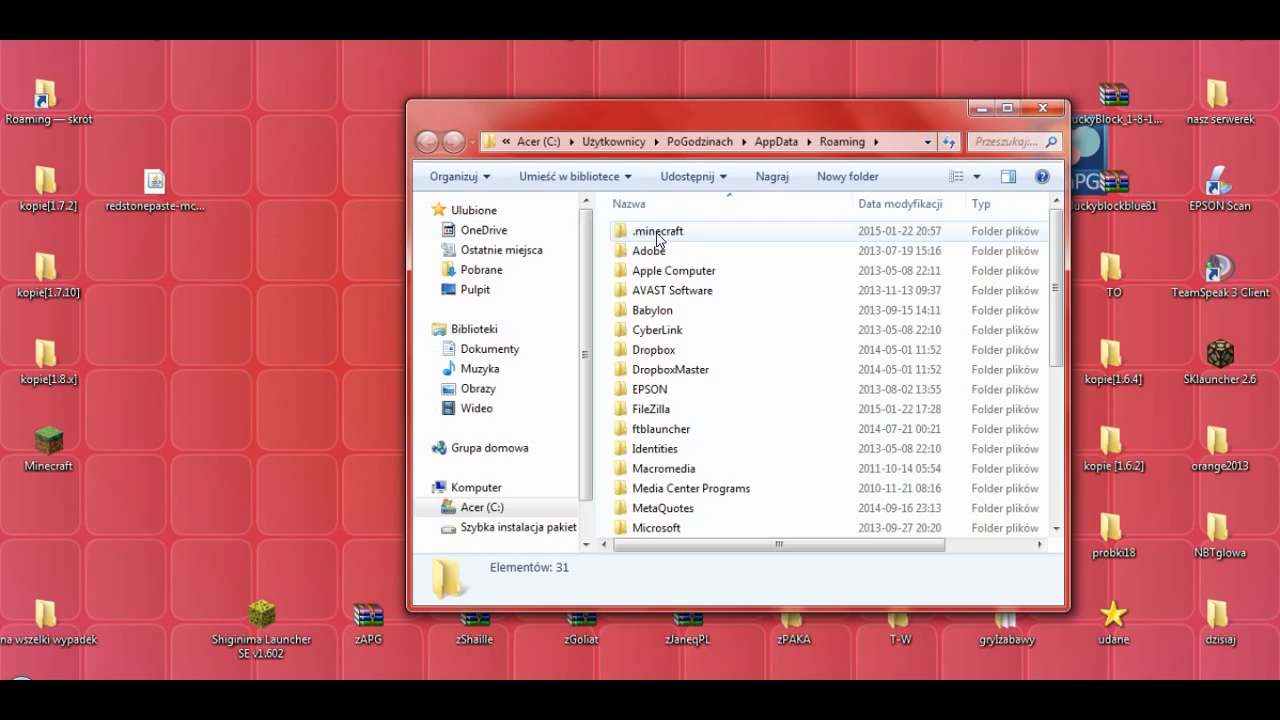 Roaming — skrót
kopie[1.7.2]
redstonepaste-mc...
kopie[1.7.10]
kopie[1.8.x]
Minecraft
na wszelki wypadek
Shiginima Launcher
SE v1.602
zAPG
zShaille
zGoliat
zJaneqPL
zPAKA
T-W
gryIzabawy
udane
dzisiaj
« Acer (C:) Użytkownicy PoGodzinach AppData Roaming
Przeszukaj:...
Organizuj Umieść w bibliotece Udostępnij Nagraj Nowy folder
Ulubione
OneDrive
Ostatnie miejsca
Pobrane
Pulpit
Biblioteki
Dokumenty
Muzyka
Obrazy
Wideo
Grupa domowa
Komputer
Acer (C:)
Szybka instalacja pakiet
Nazwa Data modyfikacji Typ
.minecraft 2015-01-22 20:57 Folder plików
Adobe 2013-07-19 15:16 Folder plików
Apple Computer 2013-05-08 22:11 Folder plików
AVAST Software 2013-11-13 09:37 Folder plików
Babylon 2013-09-15 14:11 Folder plików
CyberLink 2013-05-08 22:10 Folder plików
Dropbox 2014-05-01 11:52 Folder plików
DropboxMaster 2014-05-01 11:52 Folder plików
EPSON 2013-08-02 13:55 Folder plików
FileZilla 2015-01-22 17:28 Folder plików
ftblauncher 2014-07-21 00:21 Folder plików
Identities 2013-05-08 22:10 Folder plików
Macromedia 2011-10-14 05:54 Folder plików
Media Center Programs 2010-11-21 08:16 Folder plików
MetaQuotes 2014-09-16 23:13 Folder plików
Microsoft 2013-09-27 20:20 Folder plików
Elementów: 31
uckyBlock_1-8-1...
nasz serwerek
PG
luckyblockblue81
EPSON Scan
TO
TeamSpeak 3 Client
kopie[1.6.4]
SKlauncher 2.6
kopie [1.6.2]
orange2013
probki18
NBTglowa